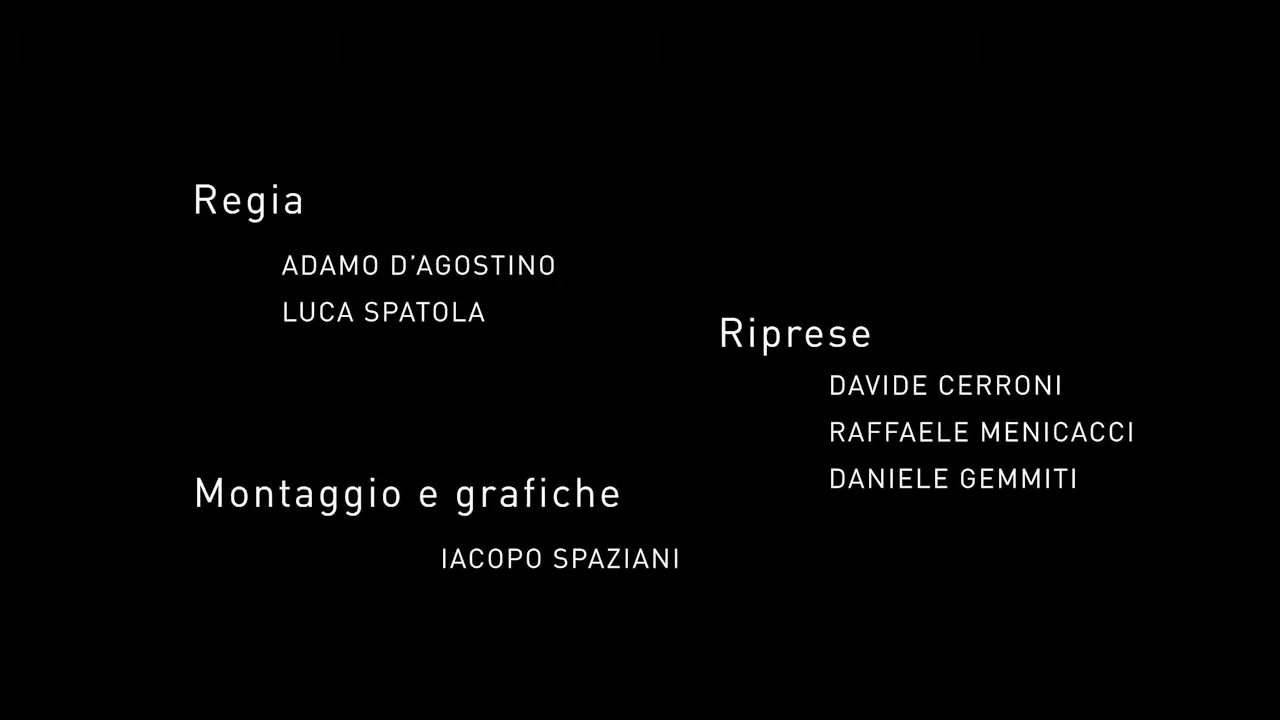 Regia
ADAMO D’AGOSTINO
LUCA SPATOLA
Riprese
DAVIDE CERRONI
RAFFAELE MENICACCI
DANIELE GEMMITI
Montaggio e grafiche
IACOPO SPAZIANI